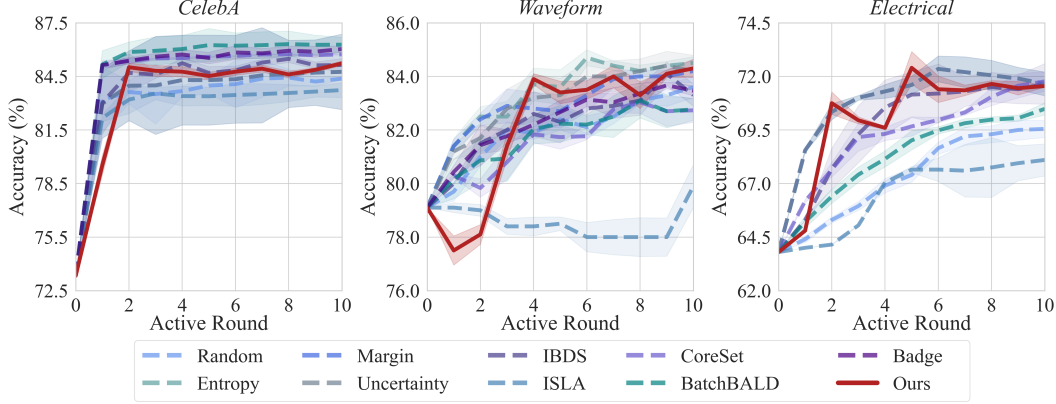 CelebA
Waveform
Electrical
Accuracy (%)
87.5
84.5
81.5
78.5
75.5
72.5
0 2 4 6 8 10
Active Round
Accuracy (%)
86.0
84.0
82.0
80.0
78.0
76.0
0 2 4 6 8 10
Active Round
Accuracy (%)
74.5
72.0
69.5
67.0
64.5
62.0
0 2 4 6 8 10
Active Round
Random Margin IBDS CoreSet Badge
Entropy Uncertainty ISLA BatchBALD Ours